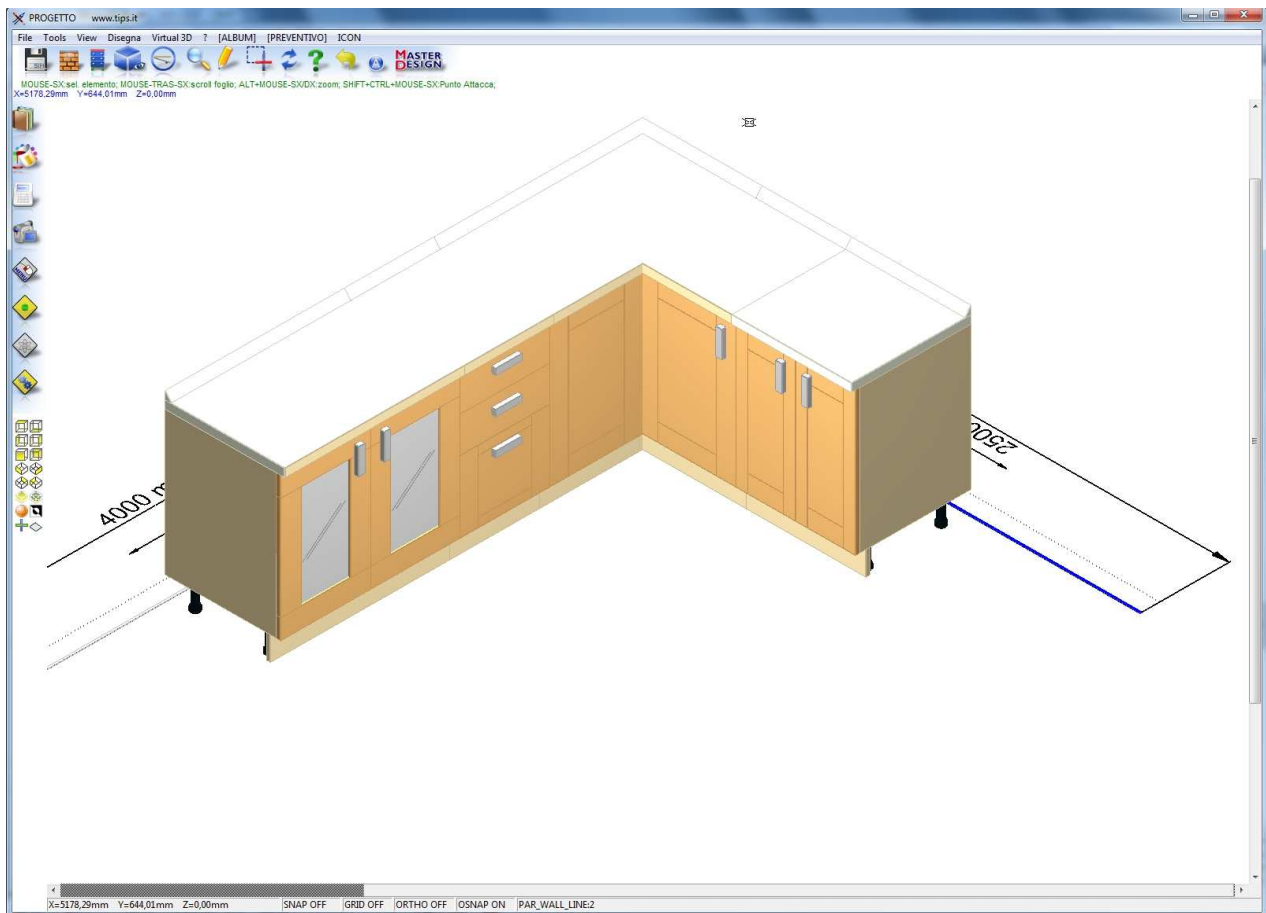 PROGETTO www.tips.it
File Tools View Disegna Virtual 3D ? [ALBUM] [PREVENTIVO] ICON
MASTER
DESIGN
MOUSE-SX:sel. elemento; MOUSE-TRAS-SX:scroll foglio; ALT+MOUSE-SX/DX:zoom; SHIFT+CTRL+MOUSE-SX:Punto Attacca;
X=5178,29mm Y=644,01mm Z=0,00mm
2500
4000
X=5178,29mm Y=644,01mm Z=0,00mm SNAP OFF GRID OFF ORTHO OFF OSNAP ON PAR_WALL_LINE:2